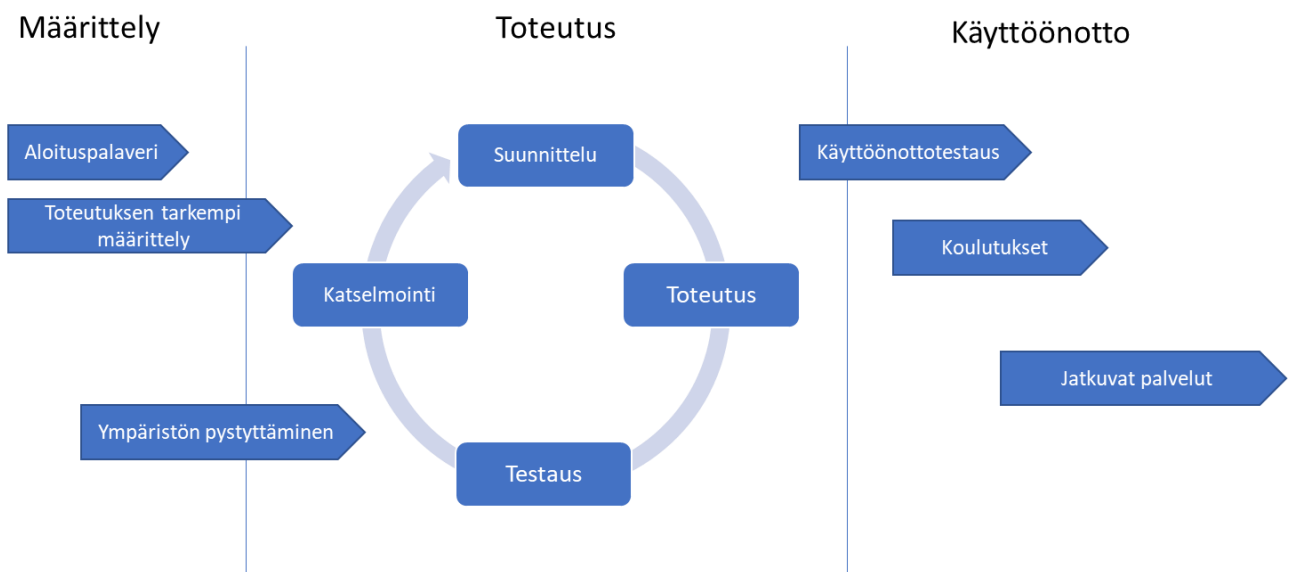 Määrittely
Toteutus
Käyttöönotto
Aloituspalaveri
Toteutuksen tarkempi
määrittely
Ympäristön pystyttäminen
Suunnittelu
Toteutus
Testaus
Katselmointi
Käyttöönottotestaus
Koulutukset
Jatkuvat palvelut